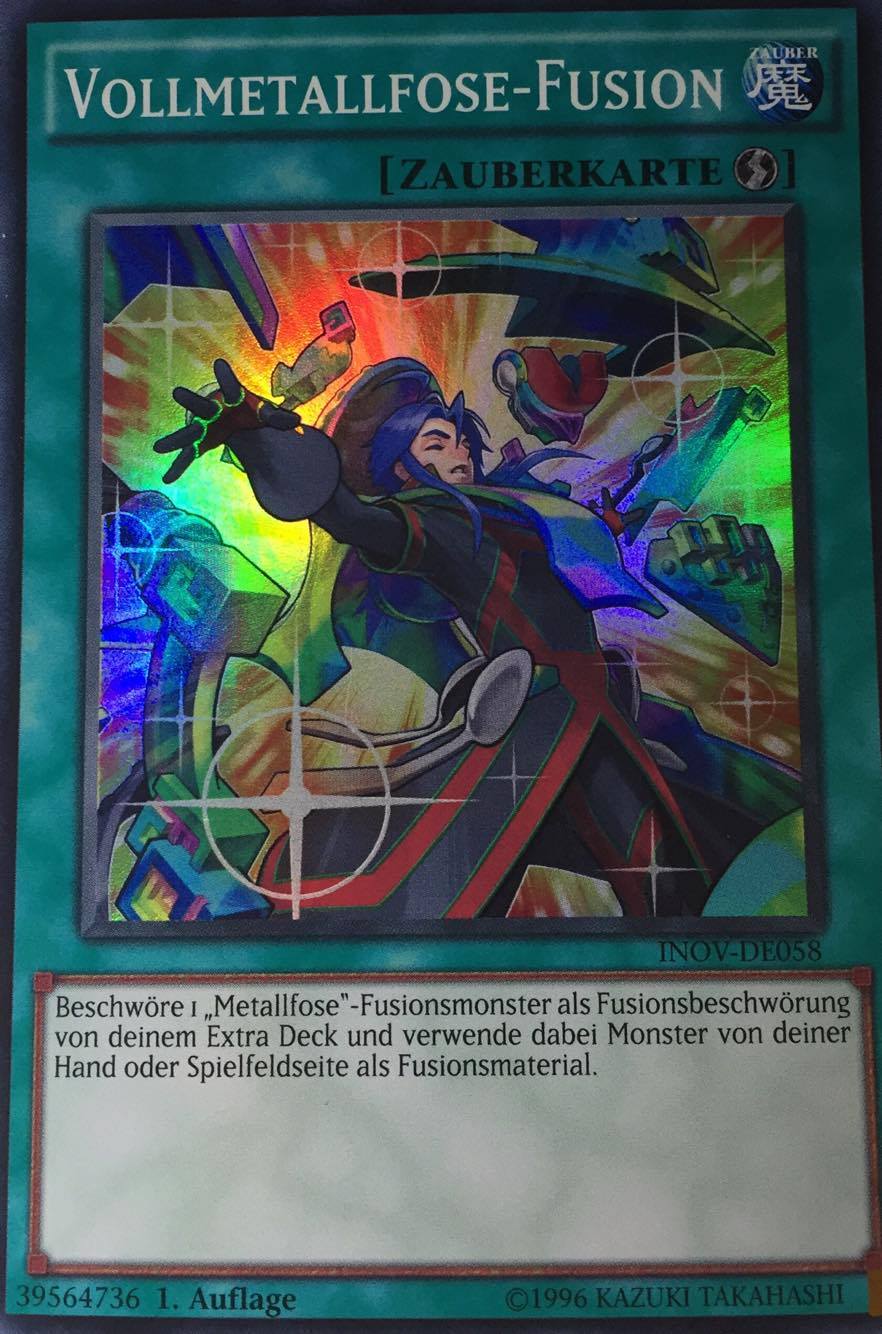 VOLLMETALLFOSE-FUSION
ZAUBER
魔
[ZAUBERKARTE]
INOV-DE058
Beschwöre 1 „Metallfose"-Fusionsmonster als Fusionsbeschwörung
von deinem Extra Deck und verwende dabei Monster von deiner
Hand oder Spielfeldseite als Fusionsmaterial.
39564736 1. Auflage ©1996 KAZUKI TAKAHASHI